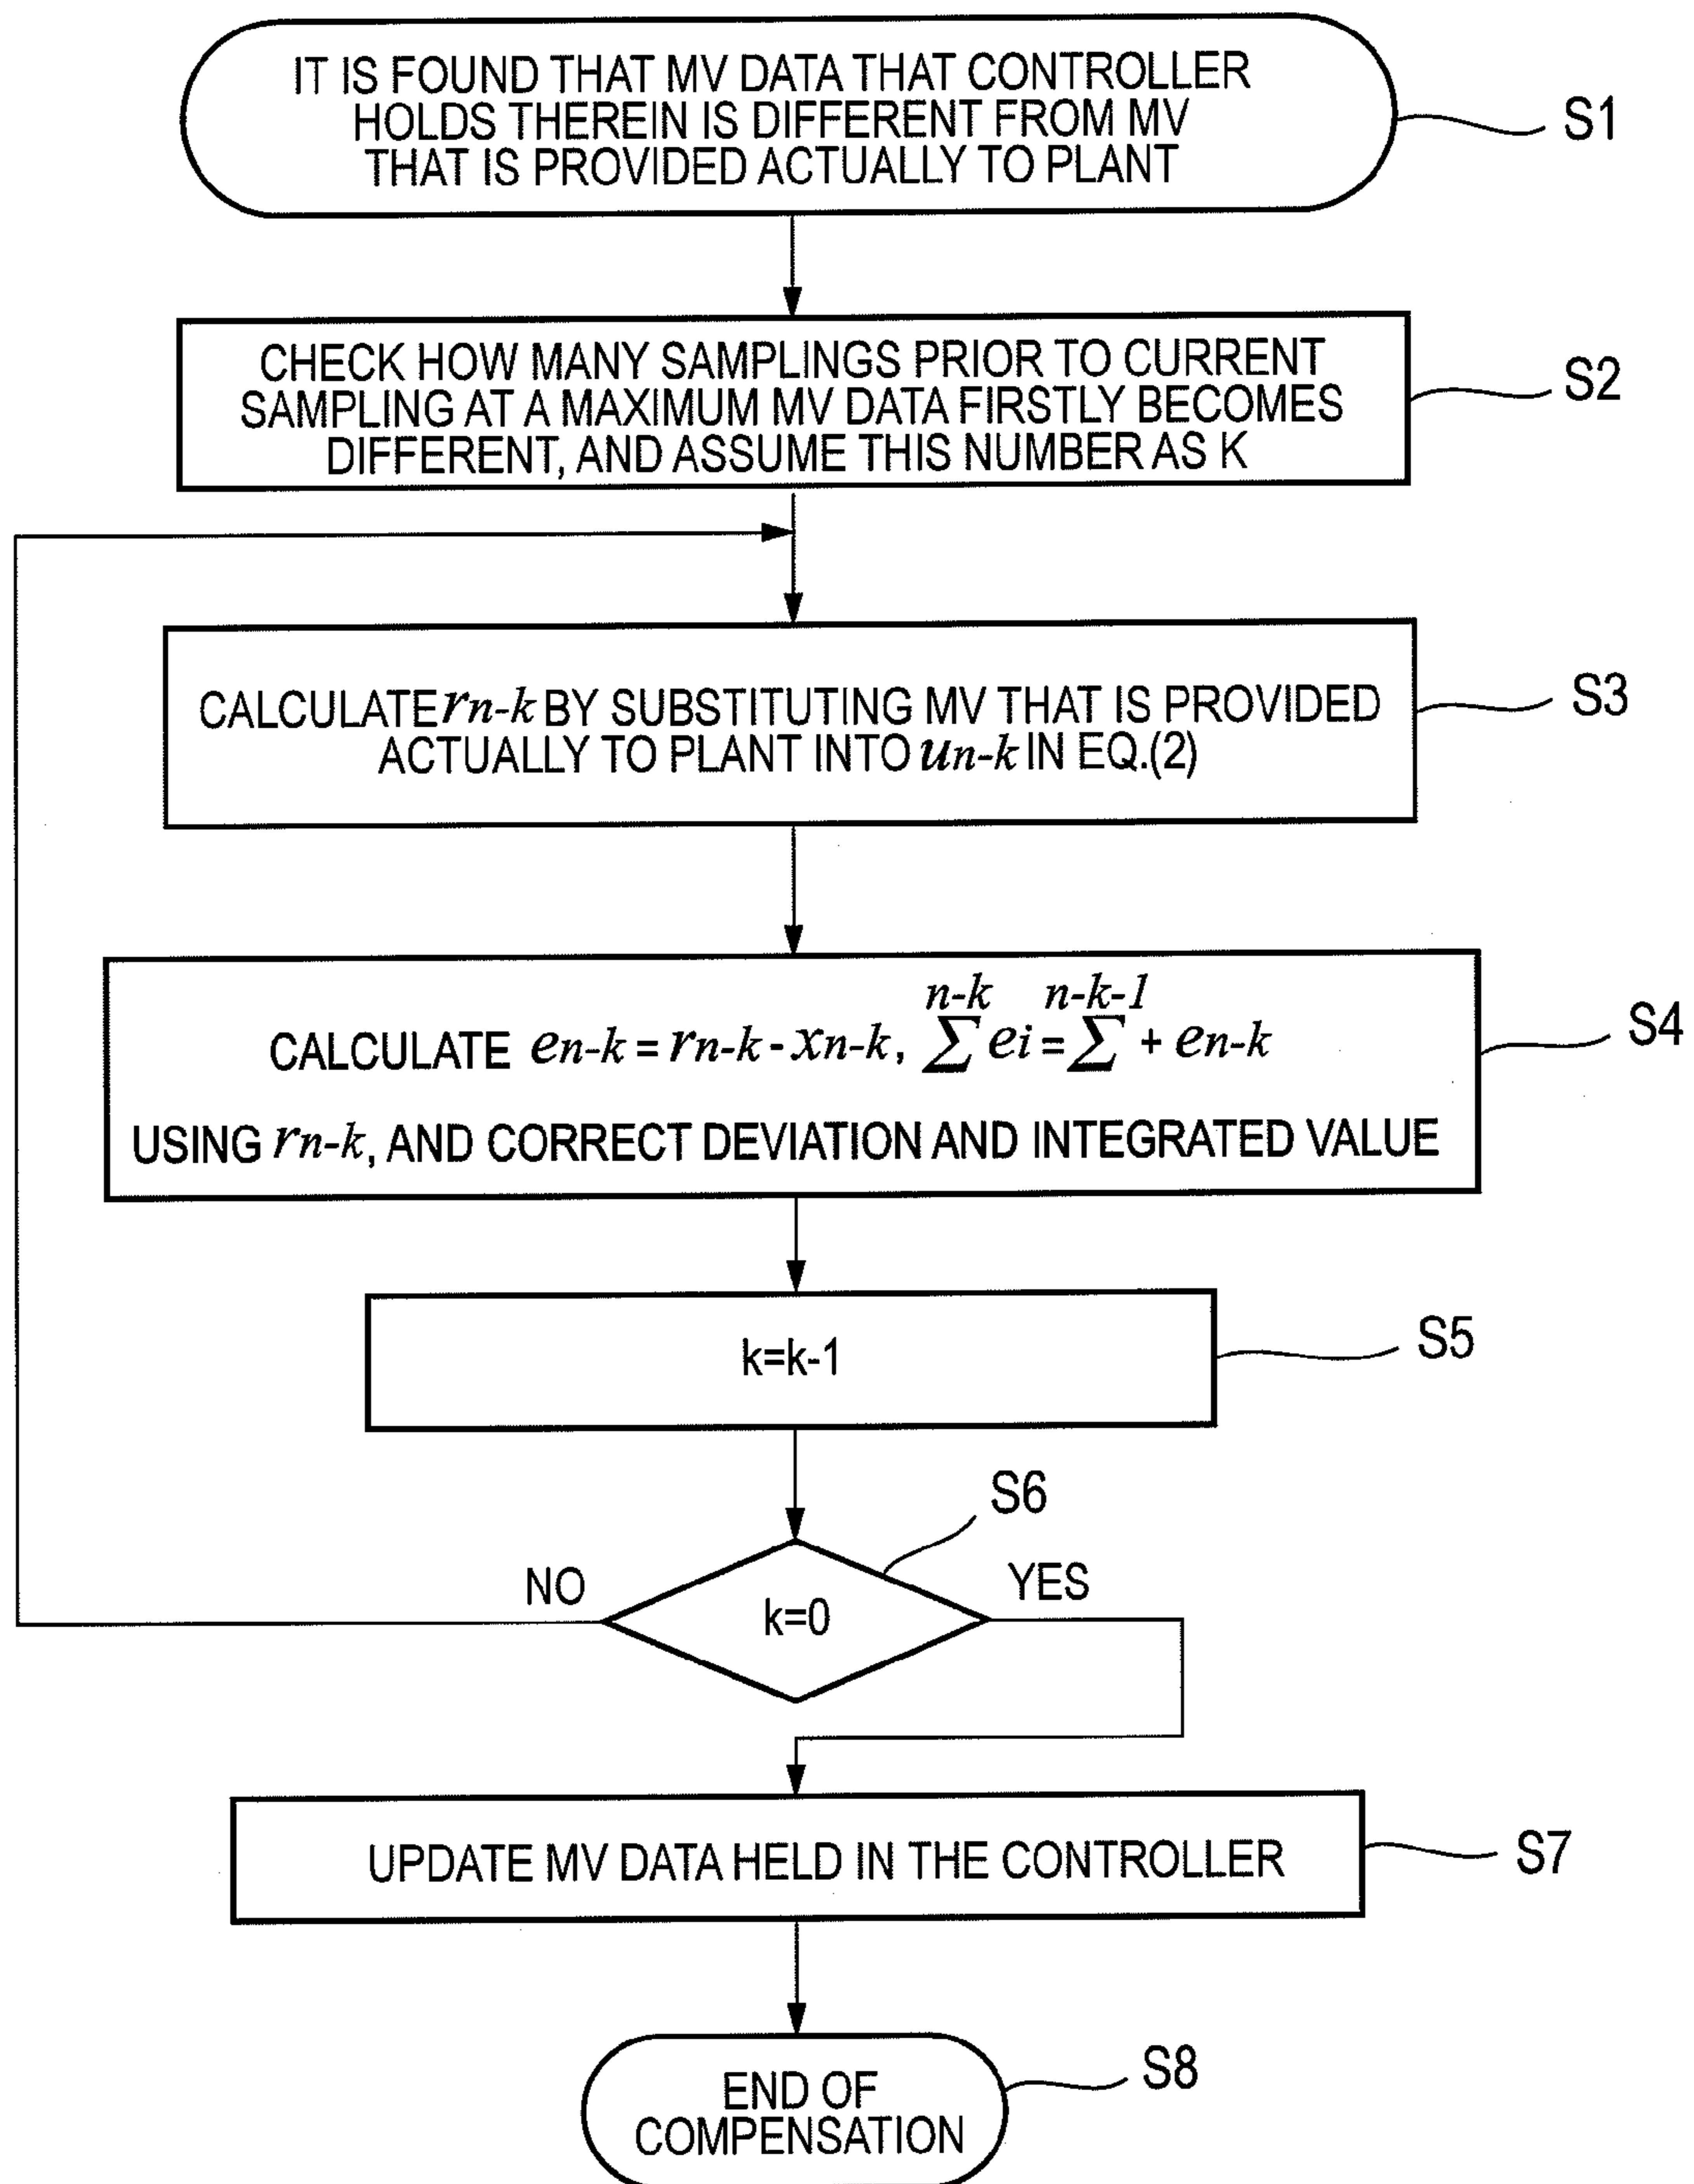 IT IS FOUND THAT MV DATA THAT CONTROLLER
HOLDS THEREIN IS DIFFERENT FROM MV
THAT IS PROVIDED ACTUALLY TO PLANT
S1
CHECK HOW MANY SAMPLINGS PRIOR TO CURRENT
SAMPLING AT A MAXIMUM MV DATA FIRSTLY BECOMES
DIFFERENT, AND ASSUME THIS NUMBER AS K
S2
CALCULATE rn-k BY SUBSTITUTING MV THAT IS PROVIDED
ACTUALLY TO PLANT INTO un-k IN EQ.(2)
S3
n-k n-k-1
CALCULATE en-k = rn-k - xn-k, Σ ei = Σ + en-k
USING rn-k, AND CORRECT DEVIATION AND INTEGRATED VALUE
S4
k=k-1
S5
S6
NO
YES
k=0
UPDATE MV DATA HELD IN THE CONTROLLER
S7
END OF
COMPENSATION
S8